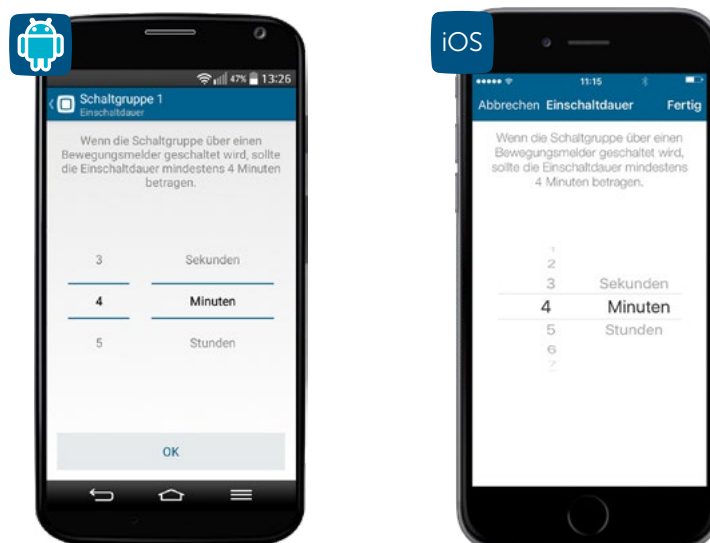 47% 13:26
Schaltgruppe 1
Einschaltdauer
Wenn die Schaltgruppe über einen
Bewegungsmelder geschaltet wird, sollte
die Einschaltdauer mindestens 4 Minuten
betragen.
3 Sekunden
4 Minuten
5 Stunden
OK
iOS
11:15
Abbrechen Einschaltdauer Fertig
Wenn die Schaltgruppe über einen
Bewegungsmelder geschaltet wird,
sollte die Einschaltdauer mindestens
4 Minuten betragen.
1
2
3 Sekunden
4 Minuten
5 Stunden
6
7